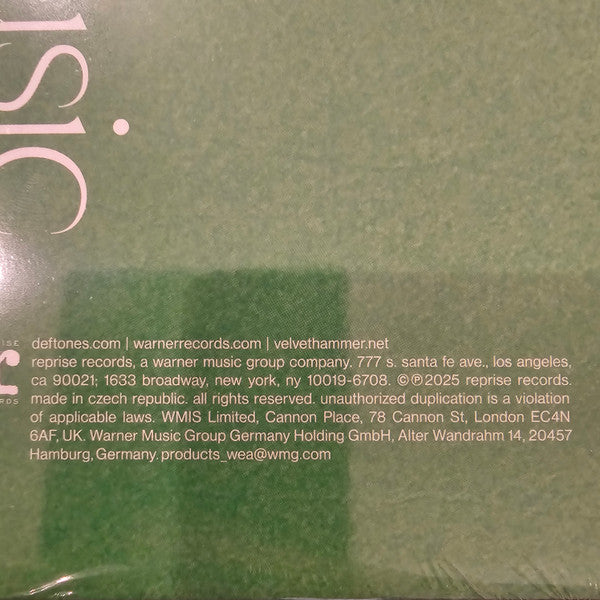 usic
ISE
r
RDS
deftones.com | warnerrecords.com | velvethammer.net
reprise records, a warner music group company. 777 s. santa fe ave., los angeles,
ca 90021; 1633 broadway, new york, ny 10019-6708. ©℗2025 reprise records.
made in czech republic. all rights reserved. unauthorized duplication is a violation
of applicable laws. WMIS Limited, Cannon Place, 78 Cannon St, London EC4N
6AF, UK. Warner Music Group Germany Holding GmbH, Alter Wandrahm 14, 20457
Hamburg, Germany. products_wea@wmg.com